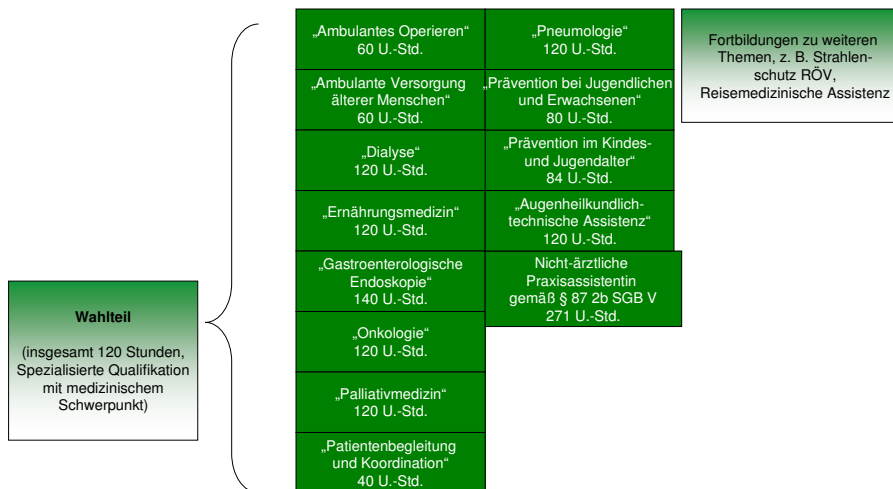 „Ambulantes Operieren“
60 U.-Std.
„Ambulante Versorgung
älterer Menschen“
60 U.-Std.
„Dialyse“
120 U.-Std.
„Ernährungsmedizin“
120 U.-Std.
„Gastroenterologische
Endoskopie“
140 U.-Std.
„Onkologie“
120 U.-Std.
„Palliativmedizin“
120 U.-Std.
„Patientenbegleitung
und Koordination“
40 U.-Std.
„Pneumologie“
120 U.-Std.
„Prävention bei Jugendlichen
und Erwachsenen“
80 U.-Std.
„Prävention im Kindes-
und Jugendalter“
84 U.-Std.
„Augenheilkundlich-
technische Assistenz“
120 U.-Std.
Nicht-ärztliche
Praxisassistentin
gemäß § 87 2b SGB V
271 U.-Std.
Fortbildungen zu weiteren
Themen, z. B. Strahlen-
schutz RÖV,
Reisemedizinische Assistenz
Wahlteil
(insgesamt 120 Stunden,
Spezialisierte Qualifikation
mit medizinischem
Schwerpunkt)